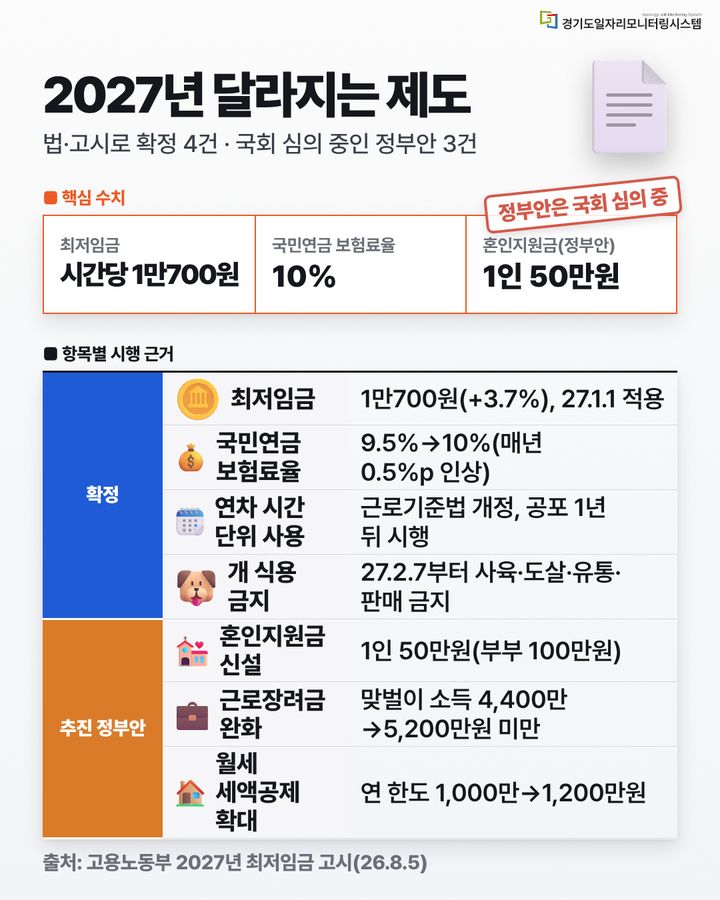 경기도일자리모니터링시스템
2027년 달라지는 제도
법·고시로 확정 4건 · 국회 심의 중인 정부안 3건
핵심 수치
정부안은 국회 심의 중
최저임금
시간당 1만700원
국민연금 보험료율
10%
혼인지원금(정부안)
1인 50만원
항목별 시행 근거
확정
최저임금
1만700원(+3.7%), 27.1.1 적용
국민연금
보험료율
9.5%→10%(매년
0.5%p 인상)
연차 시간
단위 사용
근로기준법 개정, 공포 1년
뒤 시행
개 식용
금지
27.2.7부터 사육·도살·유통·
판매 금지
추진 정부안
혼인지원금
신설
1인 50만원(부부 100만원)
근로장려금
완화
맞벌이 소득 4,400만
→5,200만원 미만
월세
세액공제
확대
연 한도 1,000만→1,200만원
출처: 고용노동부 2027년 최저임금 고시(26.8.5)